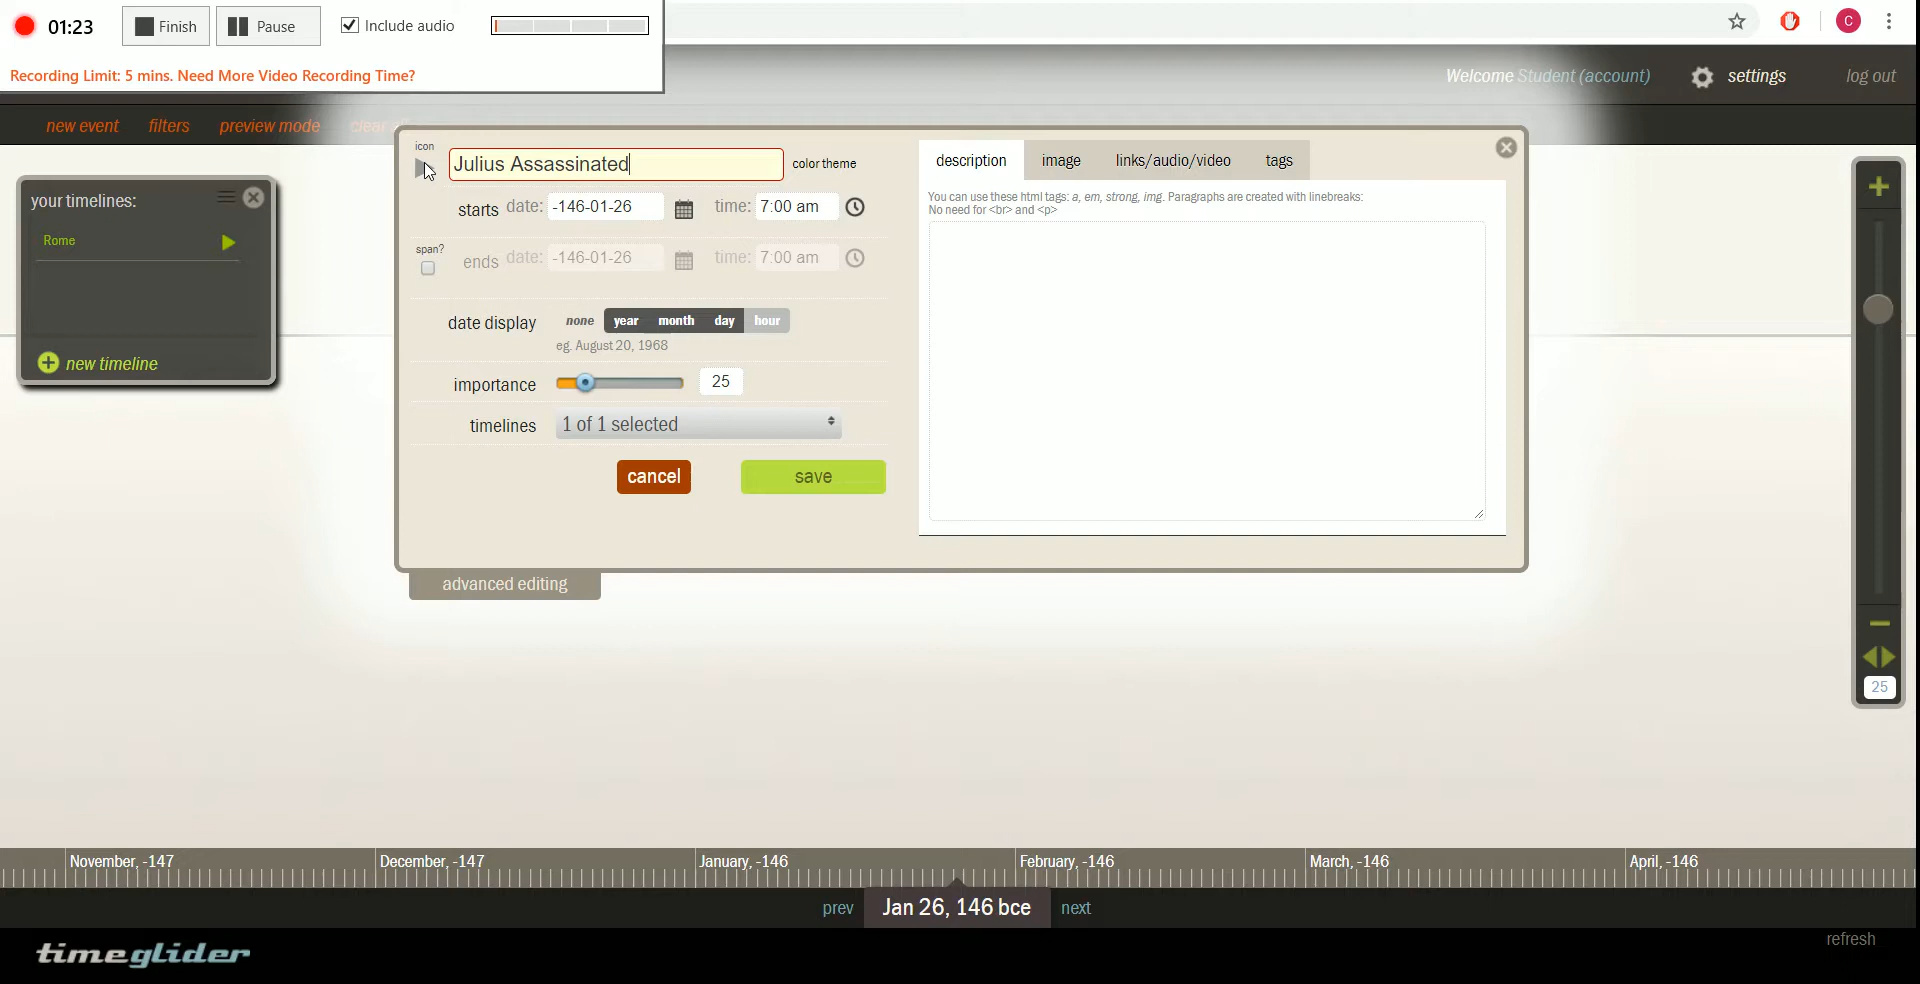 01:23
Finish
Pause
Include audio
Recording Limit: 5 mins. Need More Video Recording Time?
C
Welcome Student (account)
settings
log out
new event
filters
preview mode
clear all
your timelines:
Rome
new timeline
icon
Julius Assassinated
color theme
starts date: -146-01-26 time: 7:00 am
span?
ends date: -146-01-26 time: 7:00 am
date display none year month day hour
eg. August 20, 1968
importance 25
timelines 1 of 1 selected
cancel
save
advanced editing
description
image
links/audio/video
tags
You can use these html tags: a, em, strong, img. Paragraphs are created with linebreaks:
No need for <br> and <p>
25
November, -147
December, -147
January, -146
February, -146
March, -146
April, -146
prev
Jan 26, 146 bce
next
timeglider
refresh